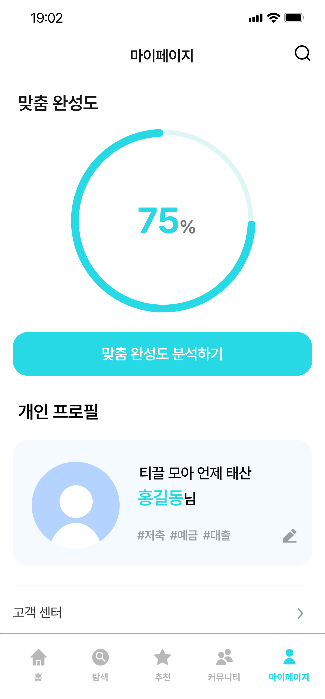 19:02
마이페이지
맞춤 완성도
75%
맞춤 완성도 분석하기
개인 프로필
티끌 모아 언제 태산
홍길동님
#저축 #예금 #대출
고객 센터
홈 탐색 추천 커뮤니티 마이페이지